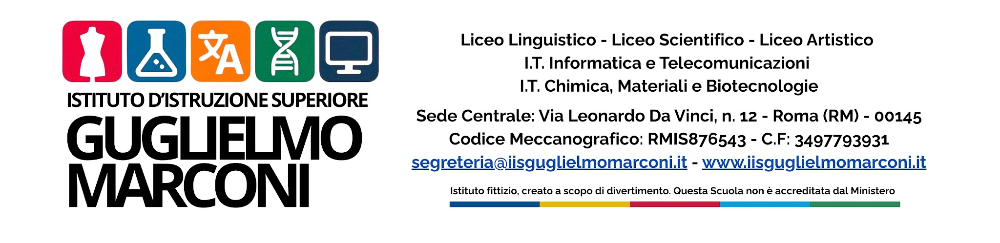 文A
ISTITUTO D'ISTRUZIONE SUPERIORE
GUGLIELMO
MARCONI
Liceo Linguistico - Liceo Scientifico - Liceo Artistico
I.T. Informatica e Telecomunicazioni
I.T. Chimica, Materiali e Biotecnologie
Sede Centrale: Via Leonardo Da Vinci, n. 12 - Roma (RM) - 00145
Codice Meccanografico: RMIS876543 - C.F: 3497793931
segreteria@iisguglielmomarconi.it - www.iisguglielmomarconi.it
Istituto fittizio, creato a scopo di divertimento. Questa Scuola non è accreditata dal Ministero